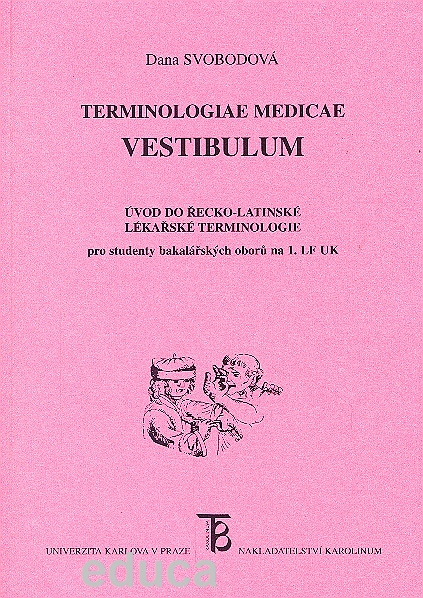 Dana SVOBODOVÁ
TERMINOLOGIAE MEDICAE
VESTIBULUM
ÚVOD DO ŘECKO-LATINSKÉ
LÉKAŘSKÉ TERMINOLOGIE
pro studenty bakalářských oborů na 1. LF UK
UNIVERZITA KARLOVA V PRAZE NAKLADATELSTVÍ KAROLINUM
educa